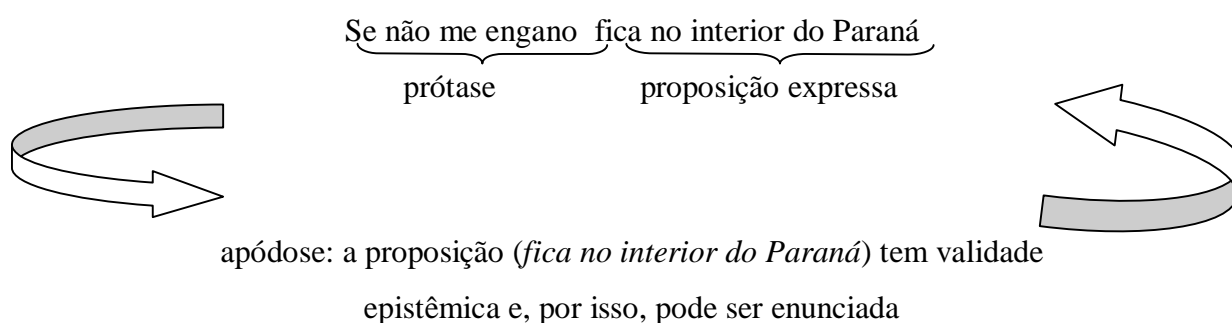 Se não me engano fica no interior do Paraná
prótase proposição expressa
apódose: a proposição (fica no interior do Paraná) tem validade
epistêmica e, por isso, pode ser enunciada